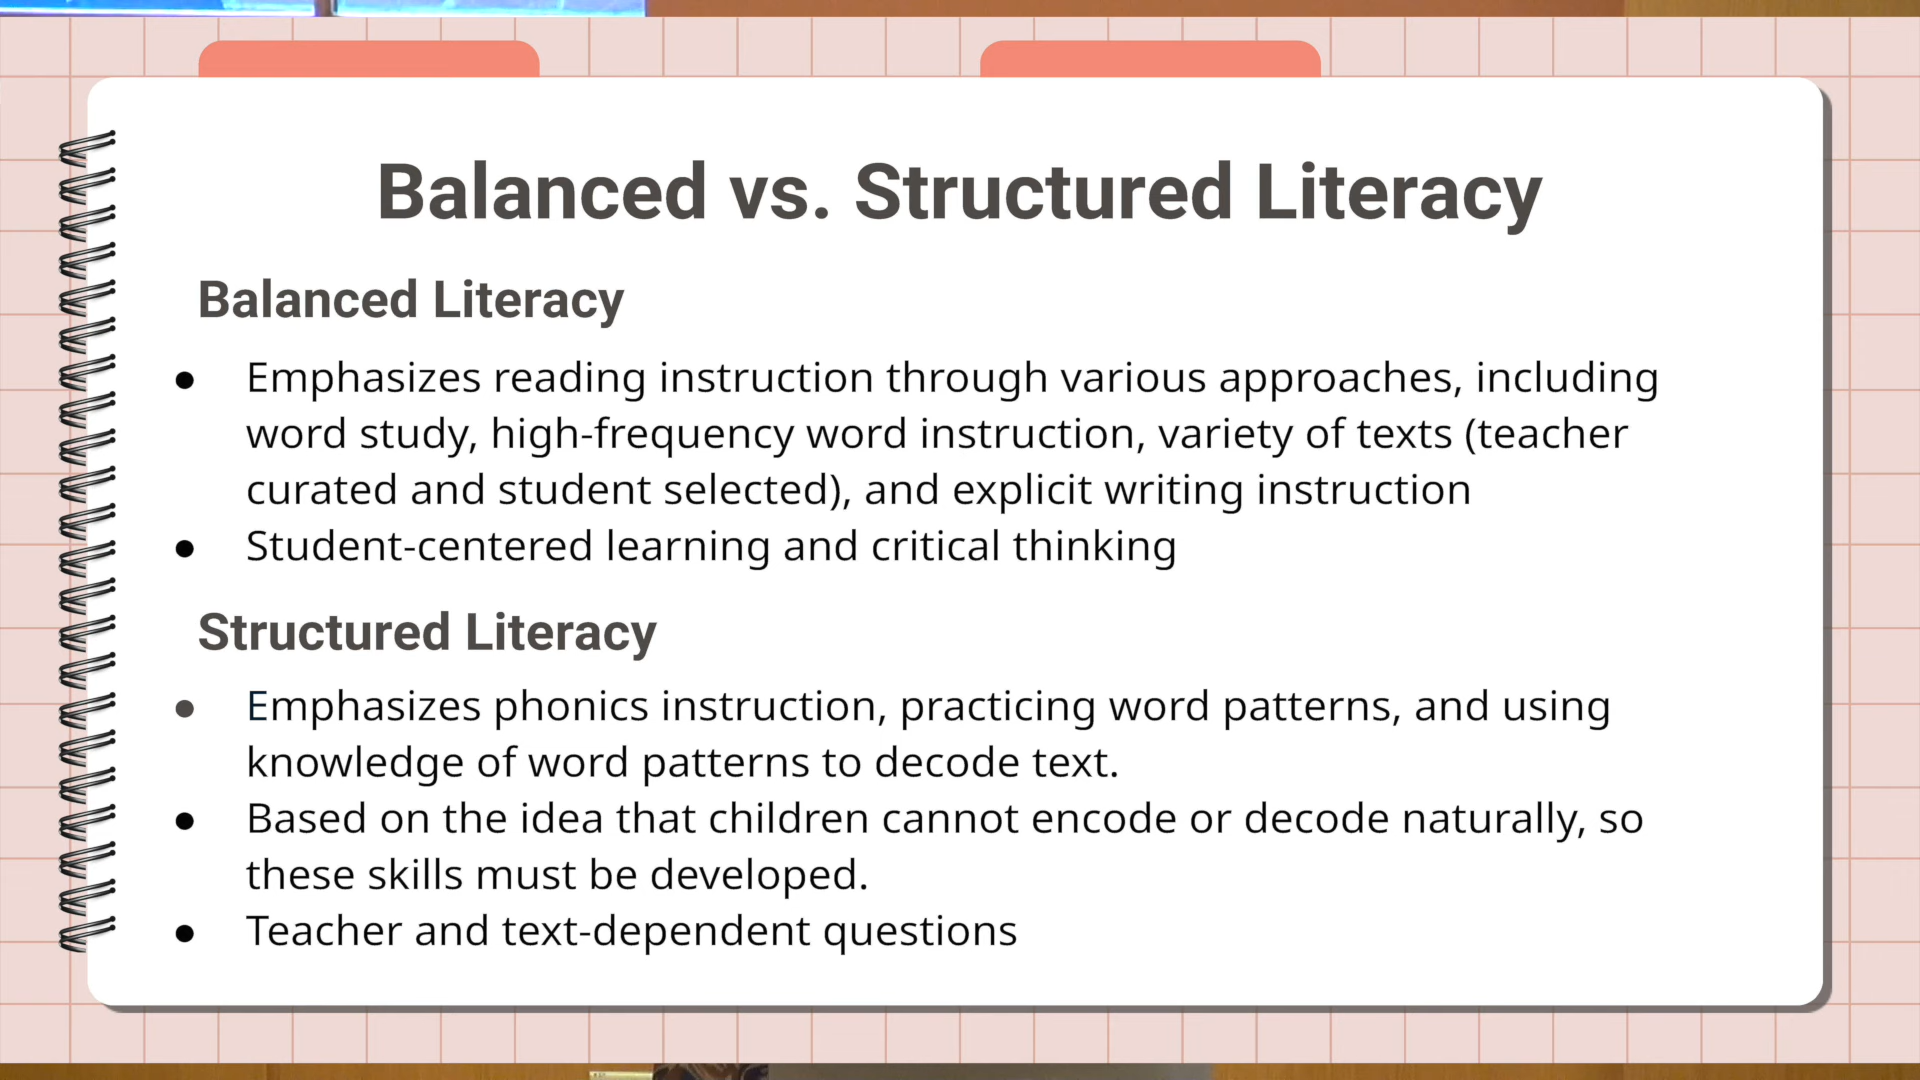 Balanced vs. Structured Literacy
Balanced Literacy
● Emphasizes reading instruction through various approaches, including
word study, high-frequency word instruction, variety of texts (teacher
curated and student selected), and explicit writing instruction
● Student-centered learning and critical thinking
Structured Literacy
● Emphasizes phonics instruction, practicing word patterns, and using
knowledge of word patterns to decode text.
● Based on the idea that children cannot encode or decode naturally, so
these skills must be developed.
● Teacher and text-dependent questions